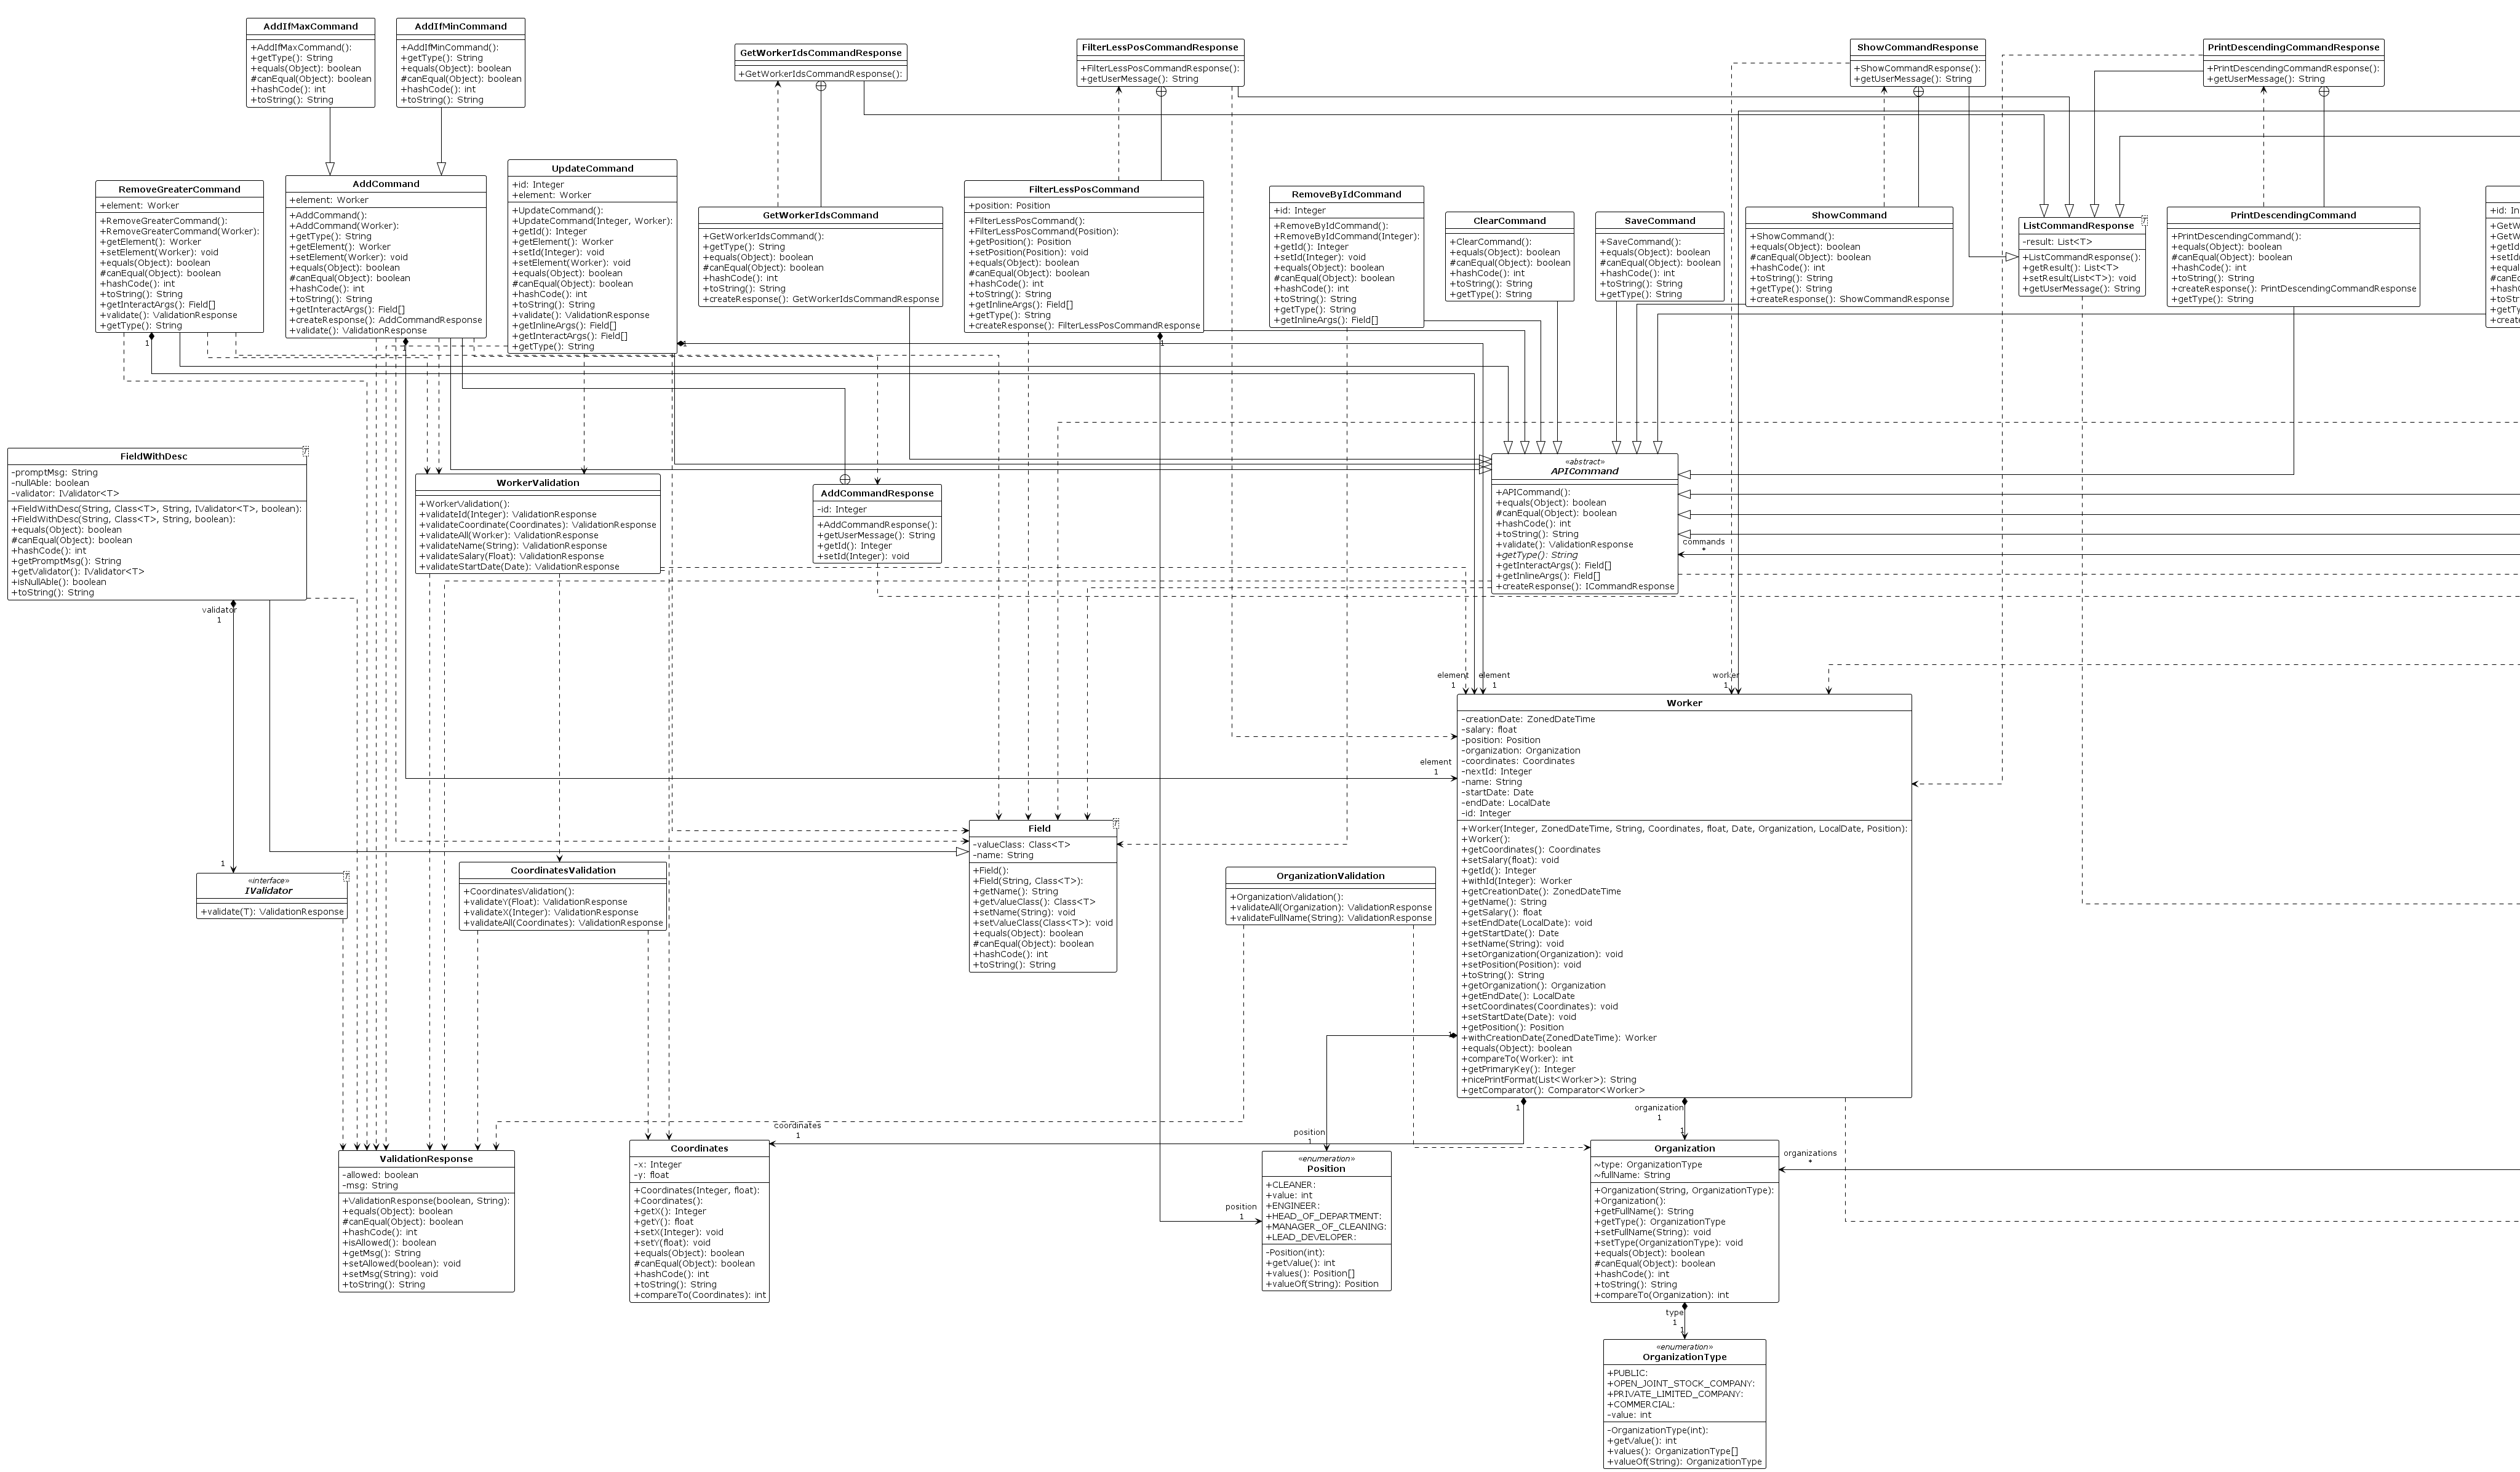 AddIfMaxCommand
+AddIfMaxCommand():
+getType(): String
+equals(Object): boolean
#canEqual(Object): boolean
+hashCode(): int
+toString(): String
AddIfMinCommand
+AddIfMinCommand():
+getType(): String
+equals(Object): boolean
#canEqual(Object): boolean
+hashCode(): int
+toString(): String
GetWorkerIdsCommandResponse
+GetWorkerIdsCommandResponse():
FilterLessPosCommandResponse
+FilterLessPosCommandResponse():
+getUserMessage(): String
ShowCommandResponse
+ShowCommandResponse():
+getUserMessage(): String
PrintDescendingCommandResponse
+PrintDescendingCommandResponse():
+getUserMessage(): String
RemoveGreaterCommand
+element: Worker
+RemoveGreaterCommand():
+RemoveGreaterCommand(Worker):
+getElement(): Worker
+setElement(Worker): void
+equals(Object): boolean
#canEqual(Object): boolean
+hashCode(): int
+toString(): String
+getInteractArgs(): Field[]
+validate(): ValidationResponse
+getType(): String
1
AddCommand
+element: Worker
+AddCommand():
+AddCommand(Worker):
+getType(): String
+getElement(): Worker
+setElement(Worker): void
+equals(Object): boolean
#canEqual(Object): boolean
+hashCode(): int
+toString(): String
+getInteractArgs(): Field[]
+createResponse(): AddCommandResponse
+validate(): ValidationResponse
1
UpdateCommand
+id: Integer
+element: Worker
+UpdateCommand():
+UpdateCommand(Integer, Worker):
+getId(): Integer
+getElement(): Worker
+setId(Integer): void
+setElement(Worker): void
+equals(Object): boolean
#canEqual(Object): boolean
+hashCode(): int
+toString(): String
+validate(): ValidationResponse
+getInlineArgs(): Field[]
+getInteractArgs(): Field[]
+getType(): String
1
GetWorkerIdsCommand
+GetWorkerIdsCommand():
+getType(): String
+equals(Object): boolean
#canEqual(Object): boolean
+hashCode(): int
+toString(): String
+createResponse(): GetWorkerIdsCommandResponse
FilterLessPosCommand
+position: Position
+FilterLessPosCommand():
+FilterLessPosCommand(Position):
+getPosition(): Position
+setPosition(Position): void
+equals(Object): boolean
#canEqual(Object): boolean
+hashCode(): int
+toString(): String
+getInlineArgs(): Field[]
+getType(): String
+createResponse(): FilterLessPosCommandResponse
1
RemoveByIdCommand
+id: Integer
+RemoveByIdCommand():
+RemoveByIdCommand(Integer):
+getId(): Integer
+setId(Integer): void
+equals(Object): boolean
#canEqual(Object): boolean
+hashCode(): int
+toString(): String
+getType(): String
+getInlineArgs(): Field[]
ClearCommand
+ClearCommand():
+equals(Object): boolean
#canEqual(Object): boolean
+hashCode(): int
+toString(): String
+getType(): String
SaveCommand
+SaveCommand():
+equals(Object): boolean
#canEqual(Object): boolean
+hashCode(): int
+toString(): String
+getType(): String
ShowCommand
+ShowCommand():
+equals(Object): boolean
#canEqual(Object): boolean
+hashCode(): int
+toString(): String
+getType(): String
+createResponse(): ShowCommandResponse
ListCommandResponse
T
-result: List<T>
+ListCommandResponse():
+getResult(): List<T>
+setResult(List<T>): void
+getUserMessage(): String
PrintDescendingCommand
+PrintDescendingCommand():
+equals(Object): boolean
#canEqual(Object): boolean
+hashCode(): int
+toString(): String
+createResponse(): PrintDescendingCommandResponse
+getType(): String
FieldWithDesc
T
-promptMsg: String
-nullAble: boolean
-validator: IValidator<T>
+FieldWithDesc(String, Class<T>, String, IValidator<T>, boolean):
+FieldWithDesc(String, Class<T>, String, boolean):
+equals(Object): boolean
#canEqual(Object): boolean
+hashCode(): int
+getPromptMsg(): String
+getValidator(): IValidator<T>
+isNullAble(): boolean
+toString(): String
validator
1
WorkerValidation
+WorkerValidation():
+validateId(Integer): ValidationResponse
+validateCoordinate(Coordinates): ValidationResponse
+validateAll(Worker): ValidationResponse
+validateName(String): ValidationResponse
+validateSalary(Float): ValidationResponse
+validateStartDate(Date): ValidationResponse
AddCommandResponse
-id: Integer
+AddCommandResponse():
+getUserMessage(): String
+getId(): Integer
+setId(Integer): void
«abstract»
APICommand
+APICommand():
+equals(Object): boolean
#canEqual(Object): boolean
+hashCode(): int
+toString(): String
+validate(): ValidationResponse
+getType(): String
+getInteractArgs(): Field[]
+getInlineArgs(): Field[]
+createResponse(): ICommandResponse
commands
*
element
1
element
1
worker
1
element
1
Worker
-creationDate: ZonedDateTime
-salary: float
-position: Position
-organization: Organization
-coordinates: Coordinates
-nextId: Integer
-name: String
-startDate: Date
-endDate: LocalDate
-id: Integer
+Worker(Integer, ZonedDateTime, String, Coordinates, float, Date, Organization, LocalDate, Position):
+Worker():
+getCoordinates(): Coordinates
+setSalary(float): void
+getId(): Integer
+withId(Integer): Worker
+getCreationDate(): ZonedDateTime
+getName(): String
+getSalary(): float
+setEndDate(LocalDate): void
+getStartDate(): Date
+setName(String): void
+setOrganization(Organization): void
+setPosition(Position): void
+toString(): String
+getOrganization(): Organization
+getEndDate(): LocalDate
+setCoordinates(Coordinates): void
+setStartDate(Date): void
+getPosition(): Position
+withCreationDate(ZonedDateTime): Worker
+equals(Object): boolean
+compareTo(Worker): int
+getPrimaryKey(): Integer
+nicePrintFormat(List<Worker>): String
+getComparator(): Comparator<Worker>
1
1
organization
1
1
1
«interface»
IValidator
T
+validate(T): ValidationResponse
CoordinatesValidation
+CoordinatesValidation():
+validateY(Float): ValidationResponse
+validateX(Integer): ValidationResponse
+validateAll(Coordinates): ValidationResponse
Field
T
-valueClass: Class<T>
-name: String
+Field():
+Field(String, Class<T>):
+getName(): String
+getValueClass(): Class<T>
+setName(String): void
+setValueClass(Class<T>): void
+equals(Object): boolean
#canEqual(Object): boolean
+hashCode(): int
+toString(): String
OrganizationValidation
+OrganizationValidation():
+validateAll(Organization): ValidationResponse
+validateFullName(String): ValidationResponse
ValidationResponse
-allowed: boolean
-msg: String
+ValidationResponse(boolean, String):
+equals(Object): boolean
#canEqual(Object): boolean
+hashCode(): int
+isAllowed(): boolean
+getMsg(): String
+setAllowed(boolean): void
+setMsg(String): void
+toString(): String
coordinates
1
Coordinates
-x: Integer
-y: float
+Coordinates(Integer, float):
+Coordinates():
+getX(): Integer
+getY(): float
+setX(Integer): void
+setY(float): void
+equals(Object): boolean
#canEqual(Object): boolean
+hashCode(): int
+toString(): String
+compareTo(Coordinates): int
position
1
position
1
«enumeration»
Position
+CLEANER:
+value: int
+ENGINEER:
+HEAD_OF_DEPARTMENT:
+MANAGER_OF_CLEANING:
+LEAD_DEVELOPER:
-Position(int):
+getValue(): int
+values(): Position[]
+valueOf(String): Position
Organization
~type: OrganizationType
~fullName: String
+Organization(String, OrganizationType):
+Organization():
+getFullName(): String
+getType(): OrganizationType
+setFullName(String): void
+setType(OrganizationType): void
+equals(Object): boolean
#canEqual(Object): boolean
+hashCode(): int
+toString(): String
+compareTo(Organization): int
organizations
*
type
1
1
«enumeration»
OrganizationType
+PUBLIC:
+OPEN_JOINT_STOCK_COMPANY:
+PRIVATE_LIMITED_COMPANY:
+COMMERCIAL:
-value: int
-OrganizationType(int):
+getValue(): int
+values(): OrganizationType[]
+valueOf(String): OrganizationType